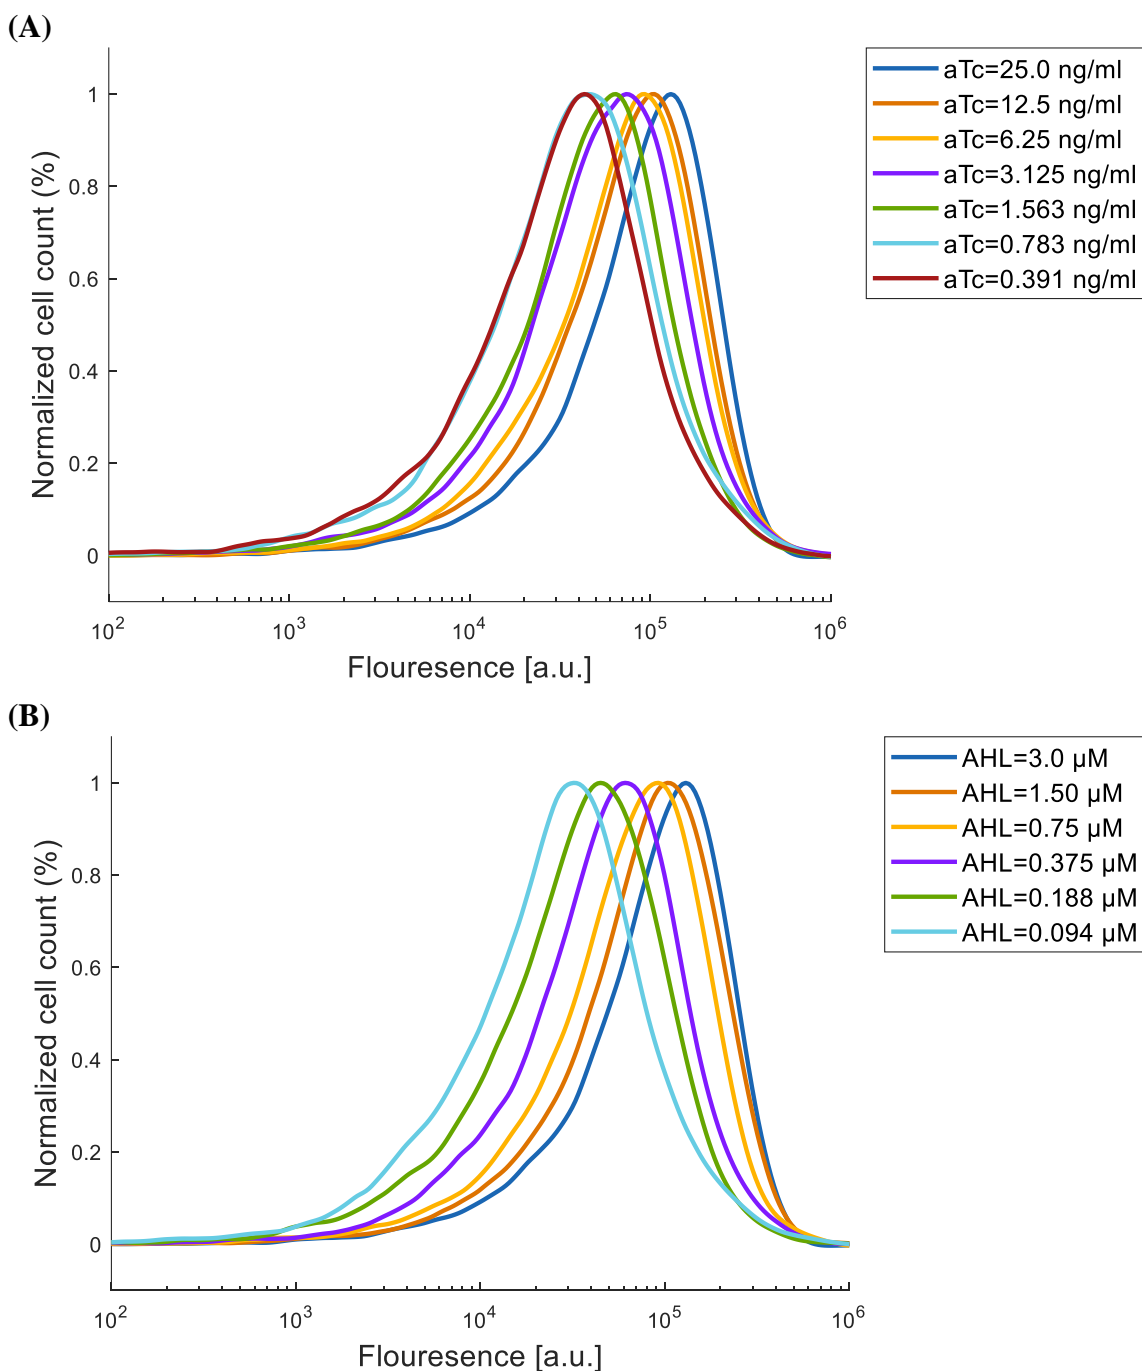 (A)
1
0.8
0.6
0.4
0.2
0
Normalized cell count (%)
10^2
10^3
10^4
10^5
10^6
Flouresence [a.u.]
aTc=25.0 ng/ml
aTc=12.5 ng/ml
aTc=6.25 ng/ml
aTc=3.125 ng/ml
aTc=1.563 ng/ml
aTc=0.783 ng/ml
aTc=0.391 ng/ml
(B)
1
0.8
0.6
0.4
0.2
0
Normalized cell count (%)
10^2
10^3
10^4
10^5
10^6
Flouresence [a.u.]
AHL=3.0 µM
AHL=1.50 µM
AHL=0.75 µM
AHL=0.375 µM
AHL=0.188 µM
AHL=0.094 µM